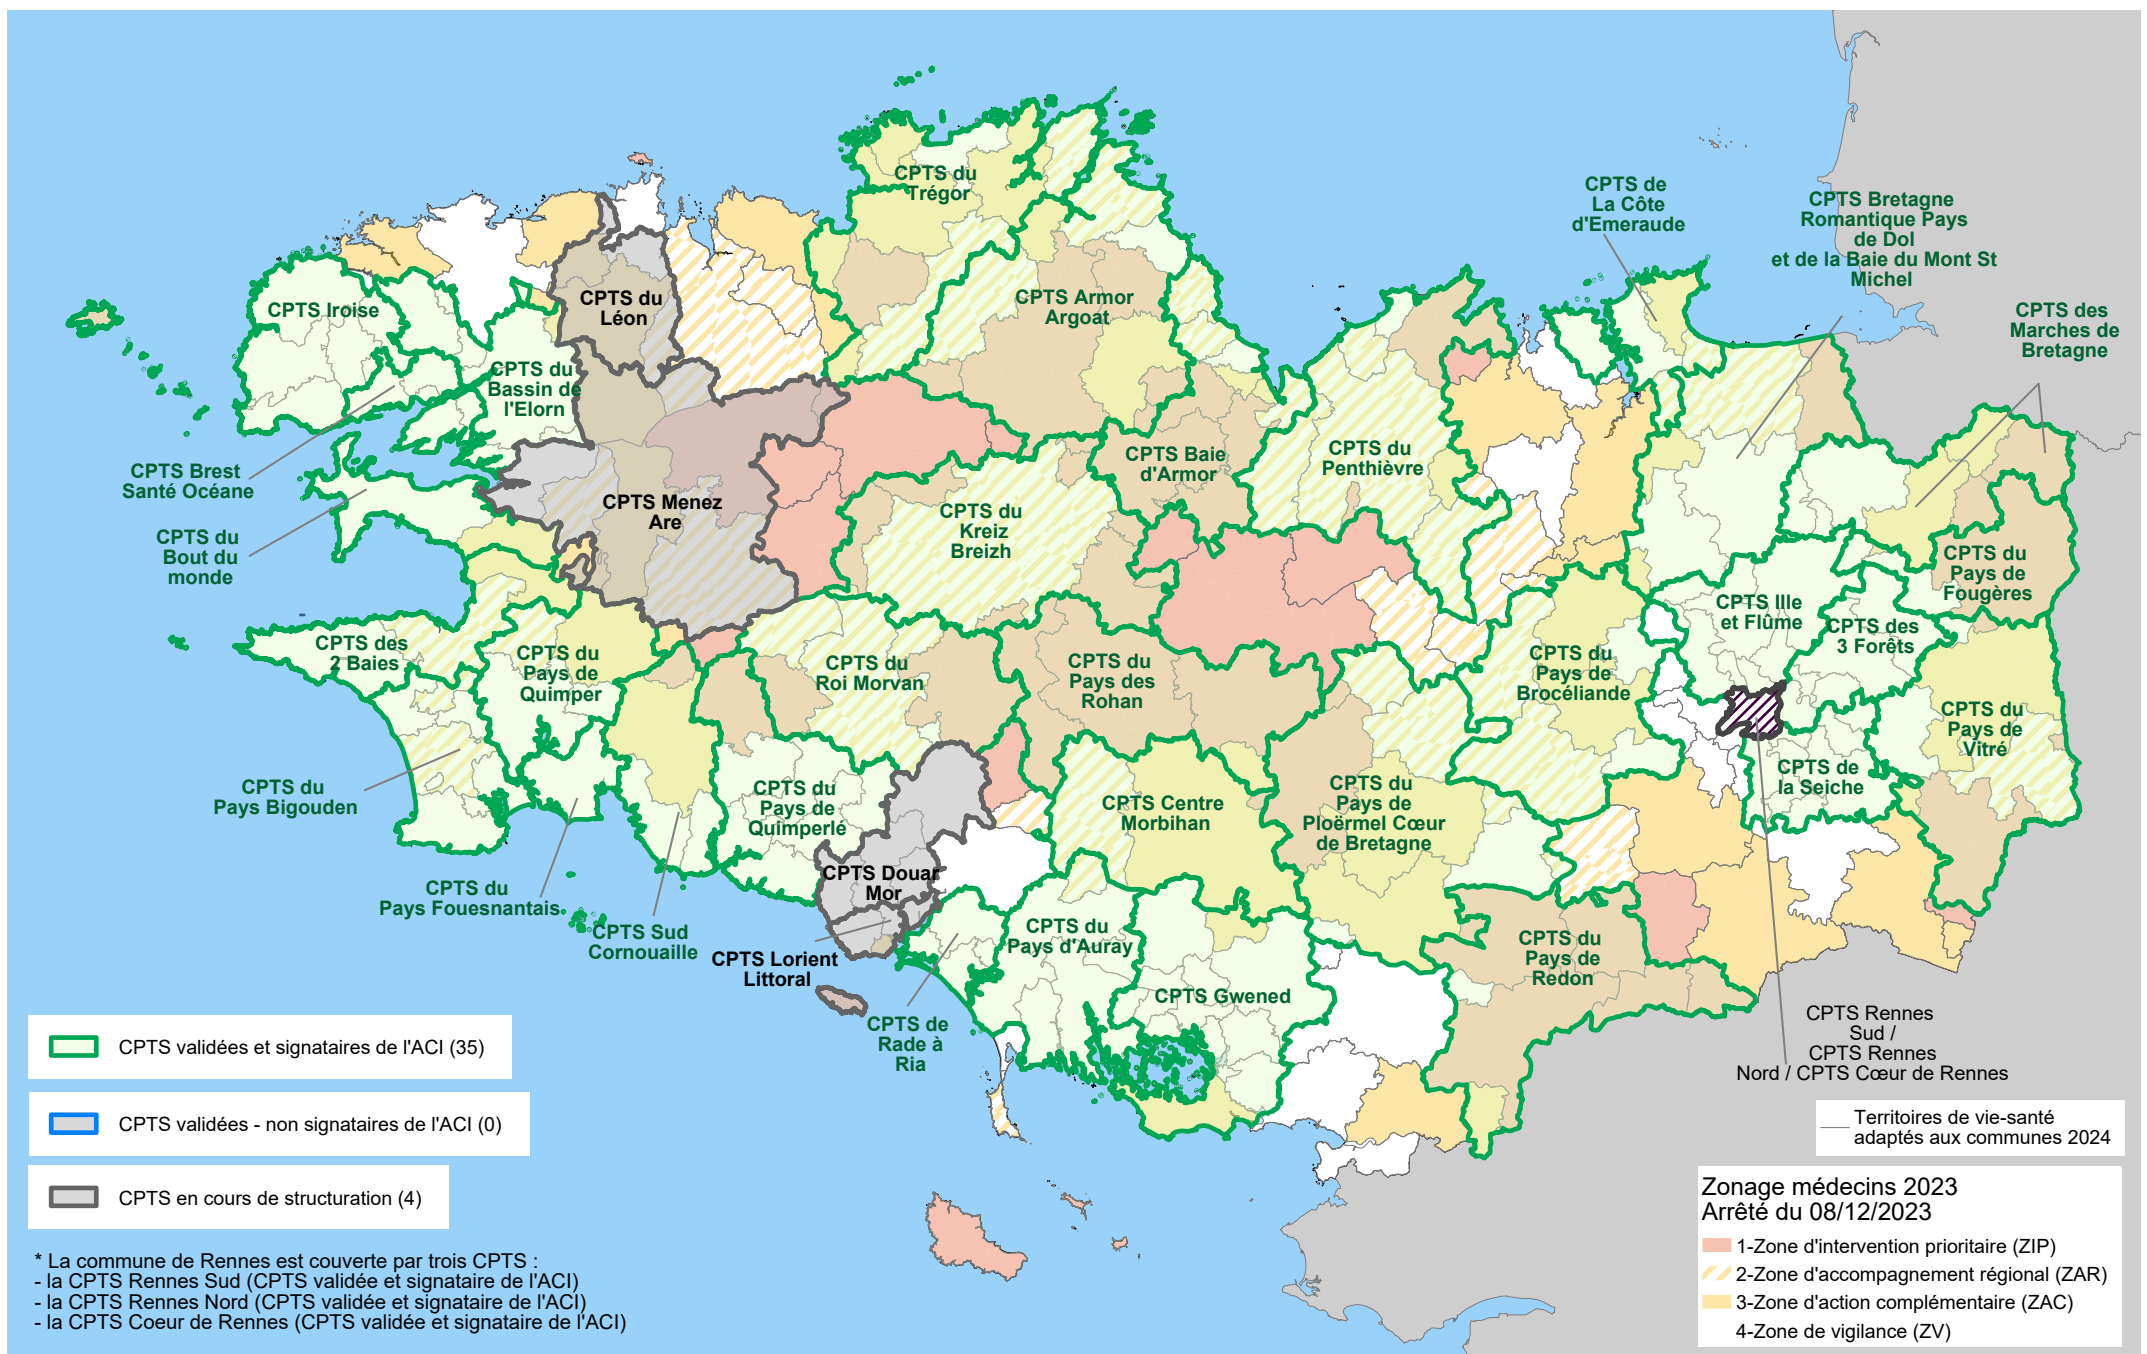 CPTS du
Trégor
CPTS de
La Côte
d'Emeraude
CPTS Bretagne
Romantique Pays
de Dol
et de la Baie du Mont St
Michel
CPTS des
Marches de
Bretagne
CPTS Iroise
CPTS du
Léon
CPTS Armor
Argoat
CPTS du
Bassin de
l'Elorn
CPTS Brest
Santé Océane
CPTS du
Bout du
monde
CPTS Menez
Are
CPTS du
Kreiz
Breizh
CPTS Baie
d'Armor
CPTS du
Penthièvre
CPTS du
Pays de
Fougères
CPTS Ille
et Flûme
CPTS des
3 Forêts
CPTS des
2 Baies
CPTS du
Pays de
Quimper
CPTS du
Roi Morvan
CPTS du
Pays des
Rohan
CPTS du
Pays de
Brocéliande
CPTS du
Pays de
Vitré
CPTS de
la Seiche
CPTS du
Pays Bigouden
CPTS du
Pays de
Quimperlé
CPTS Centre
Morbihan
CPTS du
Pays de
Ploërmel Cœur
de Bretagne
CPTS Douar
Mor
CPTS du
Pays Fouesnantais
CPTS Sud
Cornouaille
CPTS Lorient
Littoral
CPTS du
Pays d'Auray
CPTS Gwened
CPTS du
Pays de
Redon
CPTS de
Rade à
Ria
CPTS Rennes
Sud /
CPTS Rennes
Nord / CPTS Cœur de Rennes
CPTS validées et signataires de l'ACI (35)
CPTS validées - non signataires de l'ACI (0)
CPTS en cours de structuration (4)
* La commune de Rennes est couverte par trois CPTS :
- la CPTS Rennes Sud (CPTS validée et signataire de l'ACI)
- la CPTS Rennes Nord (CPTS validée et signataire de l'ACI)
- la CPTS Coeur de Rennes (CPTS validée et signataire de l'ACI)
Territoires de vie-santé
adaptés aux communes 2024
Zonage médecins 2023
Arrêté du 08/12/2023
1-Zone d'intervention prioritaire (ZIP)
2-Zone d'accompagnement régional (ZAR)
3-Zone d'action complémentaire (ZAC)
4-Zone de vigilance (ZV)